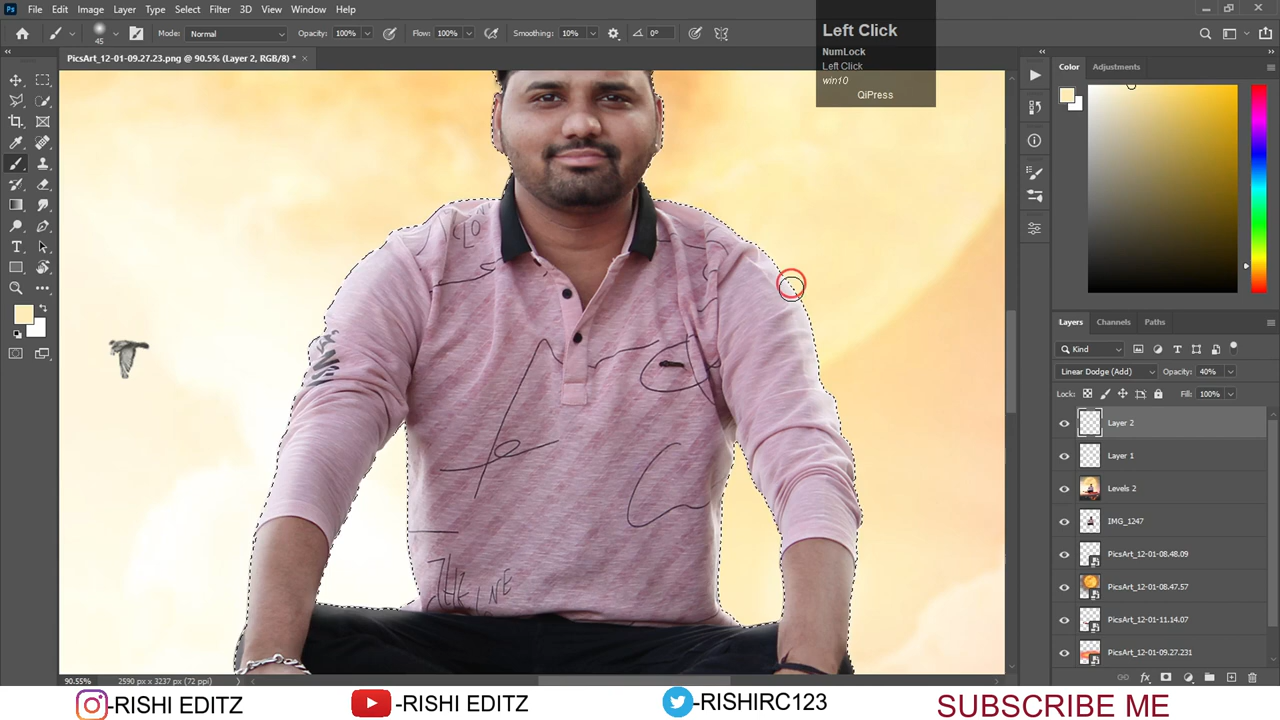 Ps File Edit Image Layer Type Select Filter 3D View Window Help
45 Mode: Normal Opacity: 100% Flow: 100% Smoothing: 10% 0°
PicsArt_12-01-09.27.23.png @ 90.5% (Layer 2, RGB/8) * ×
Left Click
NumLock
Left Click
win10
QiPress
Color Adjustments
Layers Channels Paths
Kind
Linear Dodge (Add) Opacity: 40%
Lock: Fill: 100%
Layer 2
Layer 1
Levels 2
IMG_1247
PicsArt_12-01-08.48.09
PicsArt_12-01-08.47.57
PicsArt_12-01-11.14.07
PicsArt_12-01-09.27.231
90.55% 2590 px x 3237 px (72 ppi)
-RISHI EDITZ -RISHI EDITZ -RISHIRC123 SUBSCRIBE ME